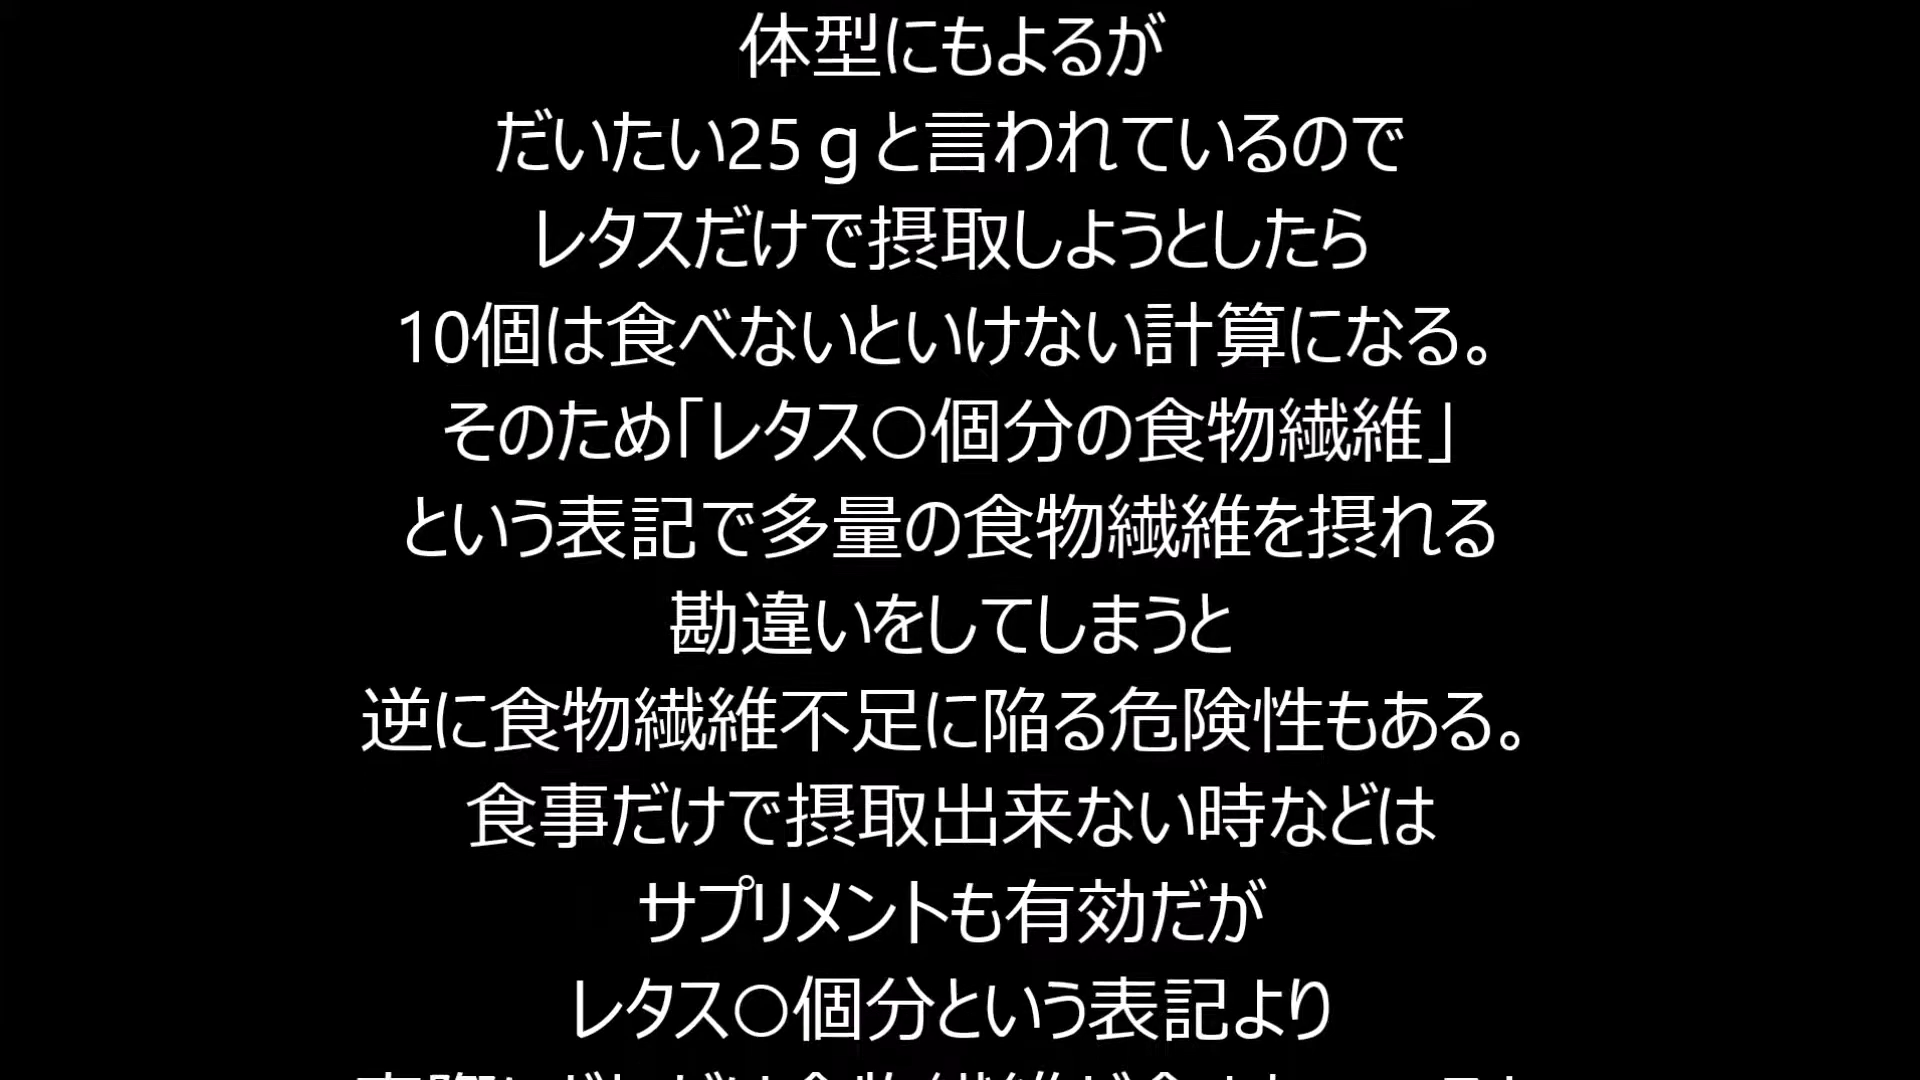 体型にもよるが
だいたい25ｇと言われているので
レタスだけで摂取しようとしたら
10個は食べないといけない計算になる。
そのため「レタス〇個分の食物繊維」
という表記で多量の食物繊維を摂れる
勘違いをしてしまうと
逆に食物繊維不足に陥る危険性もある。
食事だけで摂取出来ない時などは
サプリメントも有効だが
レタス〇個分という表記より